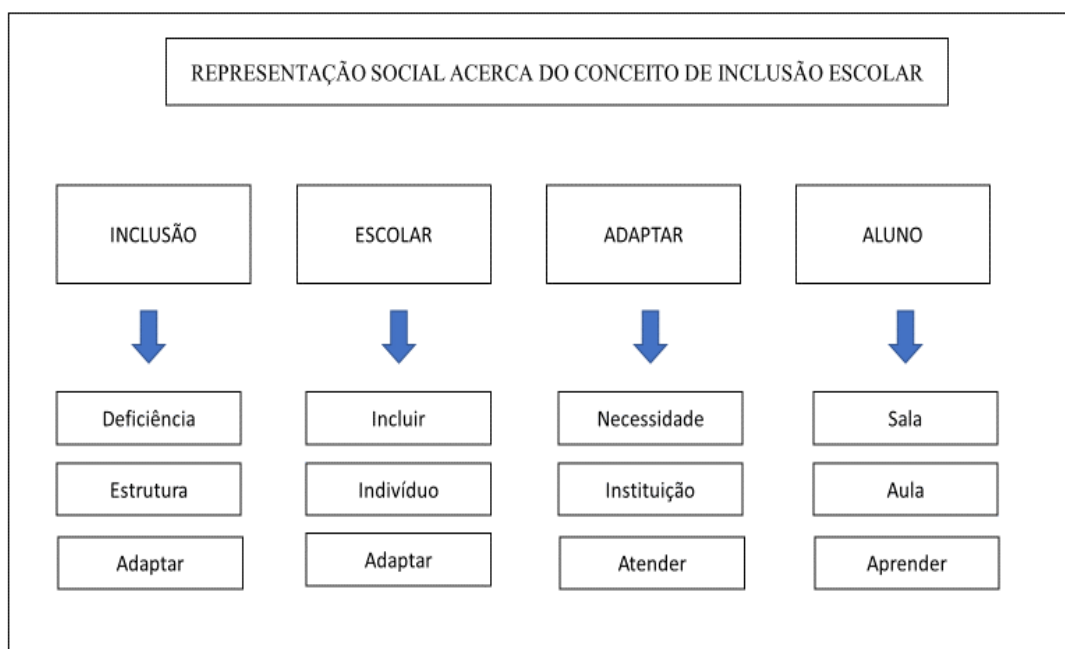 REPRESENTAÇÃO SOCIAL ACERCA DO CONCEITO DE INCLUSÃO ESCOLAR
INCLUSÃO
ESCOLAR
ADAPTAR
ALUNO
Deficiência
Incluir
Necessidade
Sala
Estrutura
Indivíduo
Instituição
Aula
Adaptar
Adaptar
Atender
Aprender